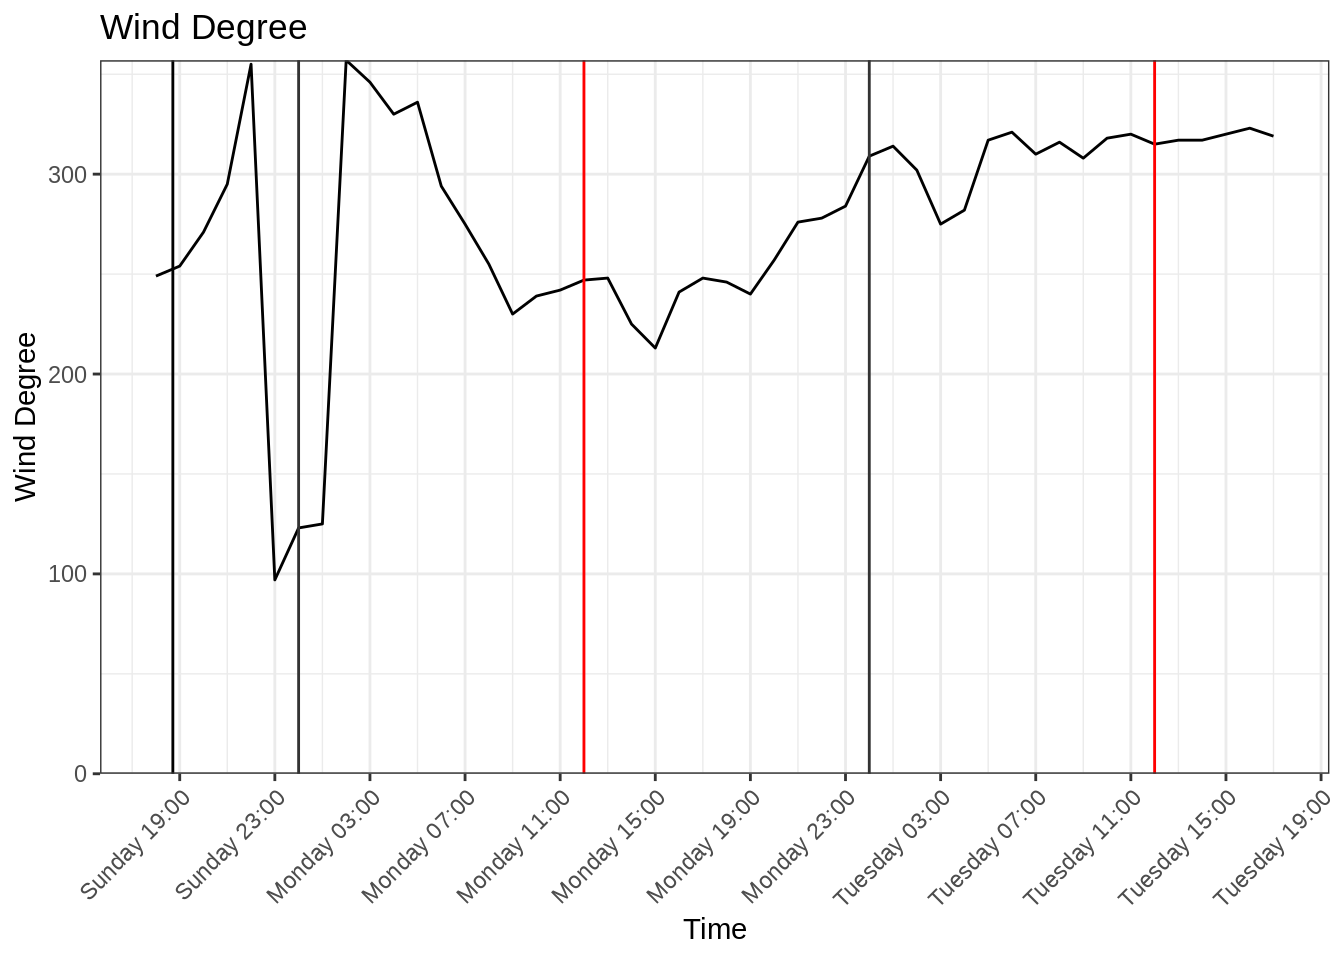 Wind Degree
Wind Degree
300
200
100
0
Sunday 19:00
Sunday 23:00
Monday 03:00
Monday 07:00
Monday 11:00
Monday 15:00
Monday 19:00
Monday 23:00
Tuesday 03:00
Tuesday 07:00
Tuesday 11:00
Tuesday 15:00
Tuesday 19:00
Time